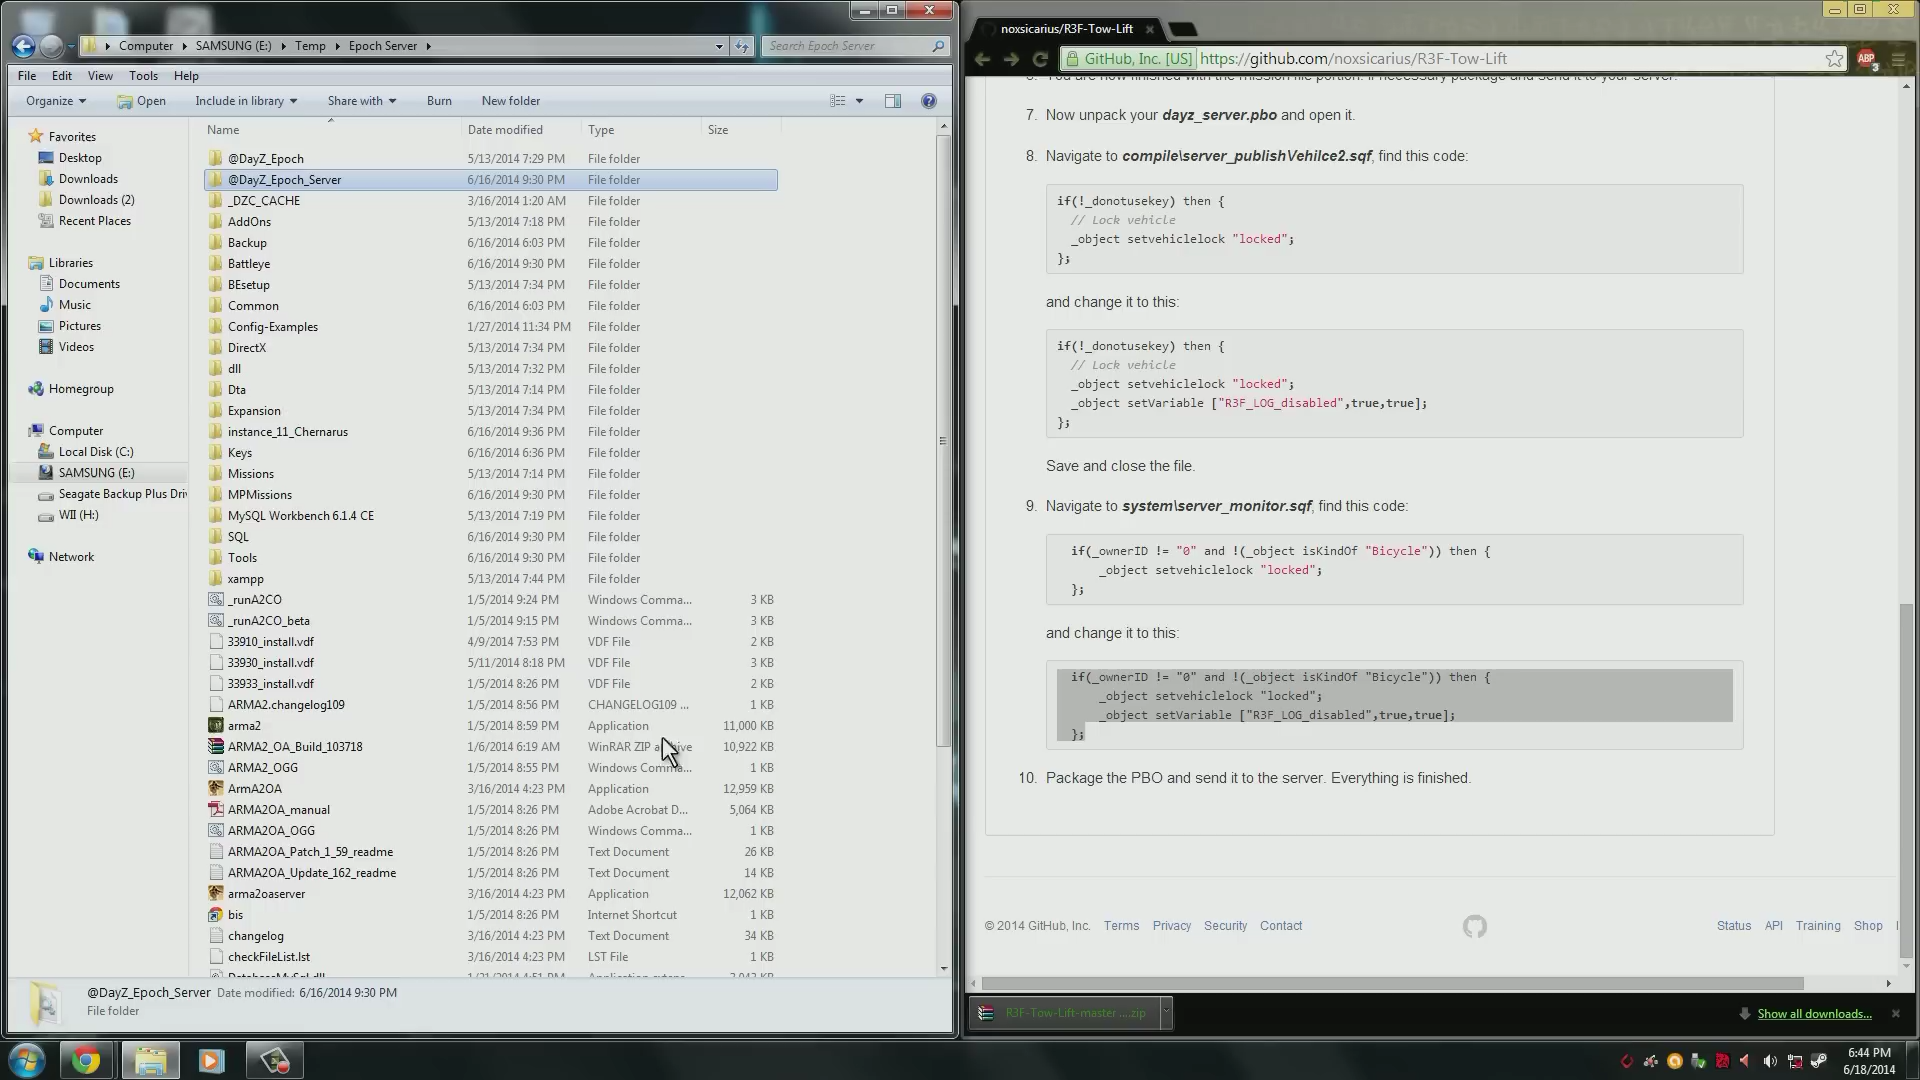 Computer SAMSUNG (E:) Temp Epoch Server
Search Epoch Server
File Edit View Tools Help
Organize Open Include in library Share with Burn New folder
Favorites
Desktop
Downloads
Downloads (2)
Recent Places
Libraries
Documents
Music
Pictures
Videos
Homegroup
Computer
Local Disk (C:)
SAMSUNG (E:)
Seagate Backup Plus Driv
WII (H:)
Network
Name Date modified Type Size
@DayZ_Epoch 5/13/2014 7:29 PM File folder
@DayZ_Epoch_Server 6/16/2014 9:30 PM File folder
_DZC_CACHE 3/16/2014 1:20 AM File folder
AddOns 5/13/2014 7:18 PM File folder
Backup 6/16/2014 6:03 PM File folder
Battleye 6/16/2014 9:30 PM File folder
BEsetup 5/13/2014 7:34 PM File folder
Common 6/16/2014 6:03 PM File folder
Config-Examples 1/27/2014 11:34 PM File folder
DirectX 5/13/2014 7:34 PM File folder
dll 5/13/2014 7:32 PM File folder
Dta 5/13/2014 7:14 PM File folder
Expansion 5/13/2014 7:34 PM File folder
instance_11_Chernarus 6/16/2014 9:36 PM File folder
Keys 6/16/2014 6:36 PM File folder
Missions 5/13/2014 7:14 PM File folder
MPMissions 6/16/2014 9:30 PM File folder
MySQL Workbench 6.1.4 CE 5/13/2014 7:19 PM File folder
SQL 6/16/2014 9:30 PM File folder
Tools 6/16/2014 9:30 PM File folder
xampp 5/13/2014 7:44 PM File folder
_runA2CO 1/5/2014 9:24 PM Windows Comma... 3 KB
_runA2CO_beta 1/5/2014 9:15 PM Windows Comma... 3 KB
33910_install.vdf 4/9/2014 7:53 PM VDF File 2 KB
33930_install.vdf 5/11/2014 8:18 PM VDF File 3 KB
33933_install.vdf 1/5/2014 8:26 PM VDF File 2 KB
ARMA2.changelog109 1/5/2014 8:56 PM CHANGELOG109 ... 1 KB
arma2 1/5/2014 8:59 PM Application 11,000 KB
ARMA2_OA_Build_103718 1/6/2014 6:19 AM WinRAR ZIP archive 10,922 KB
ARMA2_OGG 1/5/2014 8:55 PM Windows Comma... 1 KB
ArmA2OA 3/16/2014 4:23 PM Application 12,959 KB
ARMA2OA_manual 1/5/2014 8:26 PM Adobe Acrobat D... 5,064 KB
ARMA2OA_OGG 1/5/2014 8:26 PM Windows Comma... 1 KB
ARMA2OA_Patch_1_59_readme 1/5/2014 8:26 PM Text Document 26 KB
ARMA2OA_Update_162_readme 1/5/2014 8:26 PM Text Document 14 KB
arma2oaserver 3/16/2014 4:23 PM Application 12,062 KB
bis 1/5/2014 8:26 PM Internet Shortcut 1 KB
changelog 3/16/2014 4:23 PM Text Document 34 KB
checkFileList.lst 3/16/2014 4:23 PM LST File 1 KB
@DayZ_Epoch_Server Date modified: 6/16/2014 9:30 PM
File folder
noxsicarius/R3F-Tow-Lift
GitHub, Inc. [US] https://github.com/noxsicarius/R3F-Tow-Lift
ABP 3
You are now finished with the mission file portion. If necessary package and send it to your server.
7. Now unpack your dayz_server.pbo and open it.
8. Navigate to compile\server_publishVehilce2.sqf, find this code:
if(!_donotusekey) then {
// Lock vehicle
_object setvehiclelock "locked";
};
and change it to this:
if(!_donotusekey) then {
// Lock vehicle
_object setvehiclelock "locked";
_object setVariable ["R3F_LOG_disabled",true,true];
};
Save and close the file.
9. Navigate to system\server_monitor.sqf, find this code:
if(_ownerID != "0" and !(_object isKindOf "Bicycle")) then {
_object setvehiclelock "locked";
};
and change it to this:
if(_ownerID != "0" and !(_object isKindOf "Bicycle")) then {
_object setvehiclelock "locked";
_object setVariable ["R3F_LOG_disabled",true,true];
};
10. Package the PBO and send it to the server. Everything is finished.
© 2014 GitHub, Inc. Terms Privacy Security Contact
Status API Training Shop
R3F-Tow-Lift-master....zip
Show all downloads...
6:44 PM
6/18/2014